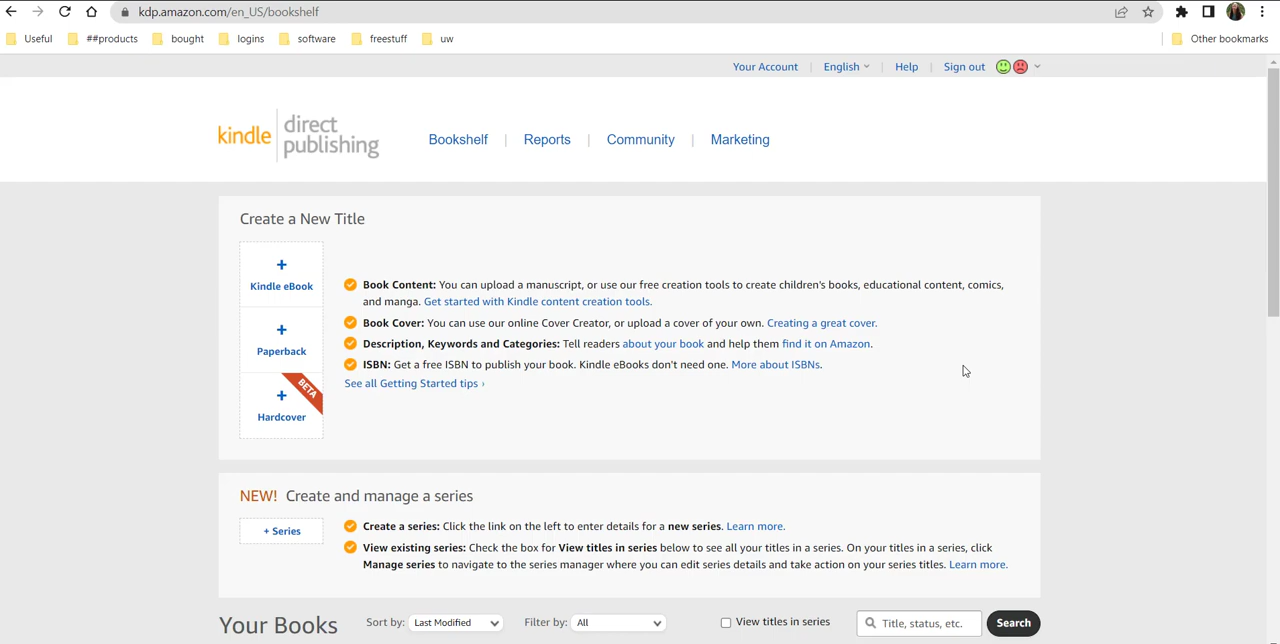 kdp.amazon.com/en_US/bookshelf
Useful ##products bought logins software freestuff uw Other bookmarks
Your Account English Help Sign out
kindle direct publishing
Bookshelf | Reports | Community | Marketing
Create a New Title
+
Kindle eBook
+
Paperback
BETA
+
Hardcover
Book Content: You can upload a manuscript, or use our free creation tools to create children's books, educational content, comics,
and manga. Get started with Kindle content creation tools.
Book Cover: You can use our online Cover Creator, or upload a cover of your own. Creating a great cover.
Description, Keywords and Categories: Tell readers about your book and help them find it on Amazon.
ISBN: Get a free ISBN to publish your book. Kindle eBooks don't need one. More about ISBNs.
See all Getting Started tips ›
NEW! Create and manage a series
+ Series
Create a series: Click the link on the left to enter details for a new series. Learn more.
View existing series: Check the box for View titles in series below to see all your titles in a series. On your titles in a series, click
Manage series to navigate to the series manager where you can edit series details and take action on your series titles. Learn more.
Your Books Sort by: Last Modified Filter by: All View titles in series Title, status, etc. Search